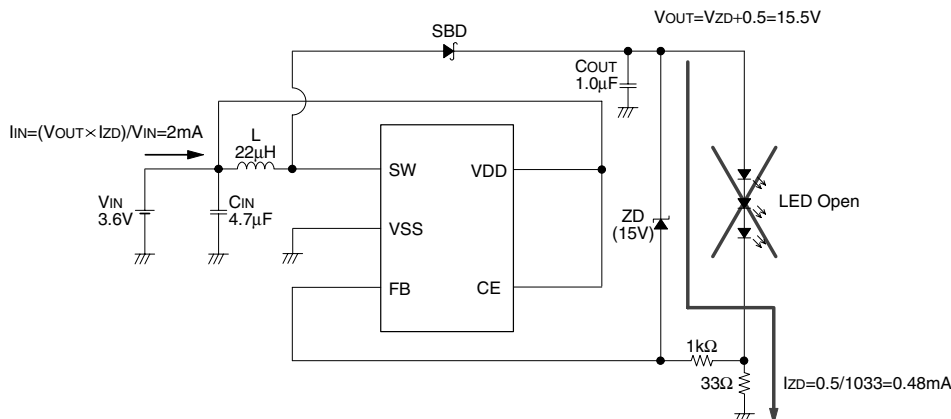 VOUT=VZD+0.5=15.5V
SBD
COUT
1.0μF
IIN=(VOUT×IZD)/VIN=2mA
L
22μH
SW
VDD
VIN
3.6V
CIN
4.7μF
ZD
(15V)
LED Open
VSS
FB
CE
1kΩ
33Ω
IZD=0.5/1033=0.48mA